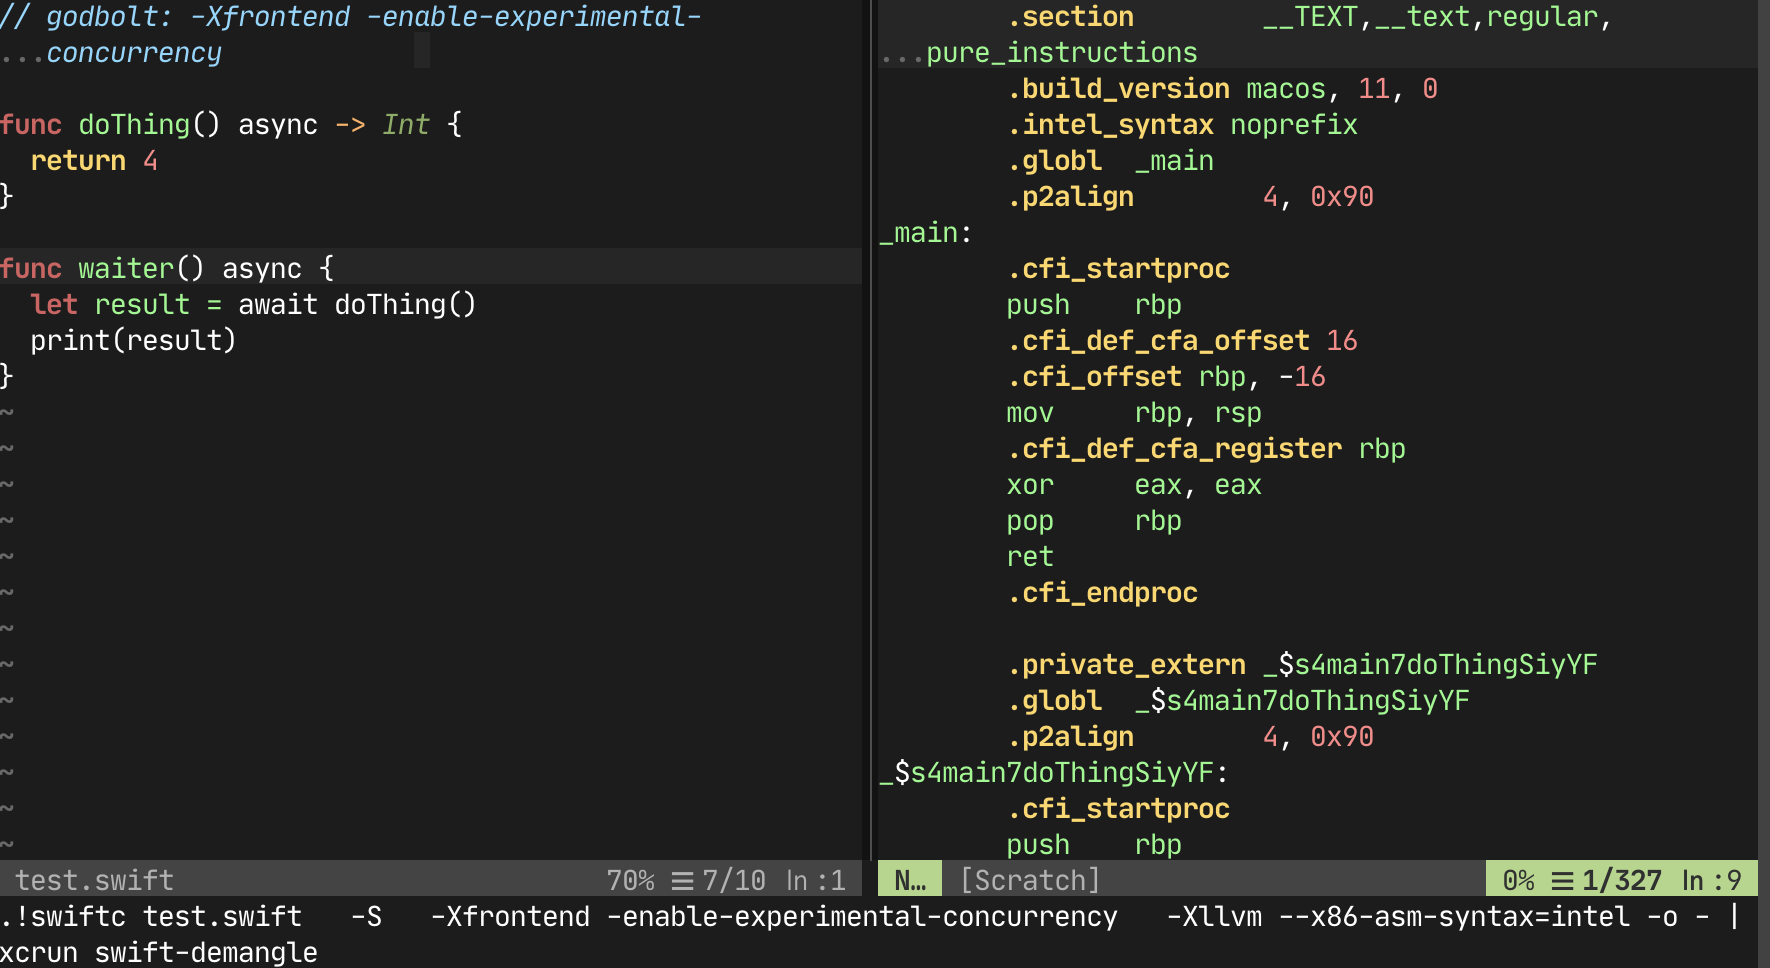 // godbolt: -Xfrontend -enable-experimental-
...concurrency
func doThing() async -> Int {
  return 4
}
func waiter() async {
  let result = await doThing()
  print(result)
}
~
~
~
~
~
~
~
~
~
~
~
~
~
test.swift 70% ☰ 7/10 ln :1
.section __TEXT,__text,regular,
...pure_instructions
.build_version macos, 11, 0
.intel_syntax noprefix
.globl _main
.p2align 4, 0x90
_main:
.cfi_startproc
push rbp
.cfi_def_cfa_offset 16
.cfi_offset rbp, -16
mov rbp, rsp
.cfi_def_cfa_register rbp
xor eax, eax
pop rbp
ret
.cfi_endproc
.private_extern _$s4main7doThingSiyYF
.globl _$s4main7doThingSiyYF
.p2align 4, 0x90
_$s4main7doThingSiyYF:
.cfi_startproc
push rbp
N… [Scratch] 0% ☰ 1/327 ln :9
.!swiftc test.swift   -S   -Xfrontend -enable-experimental-concurrency   -Xllvm --x86-asm-syntax=intel -o - |
xcrun swift-demangle